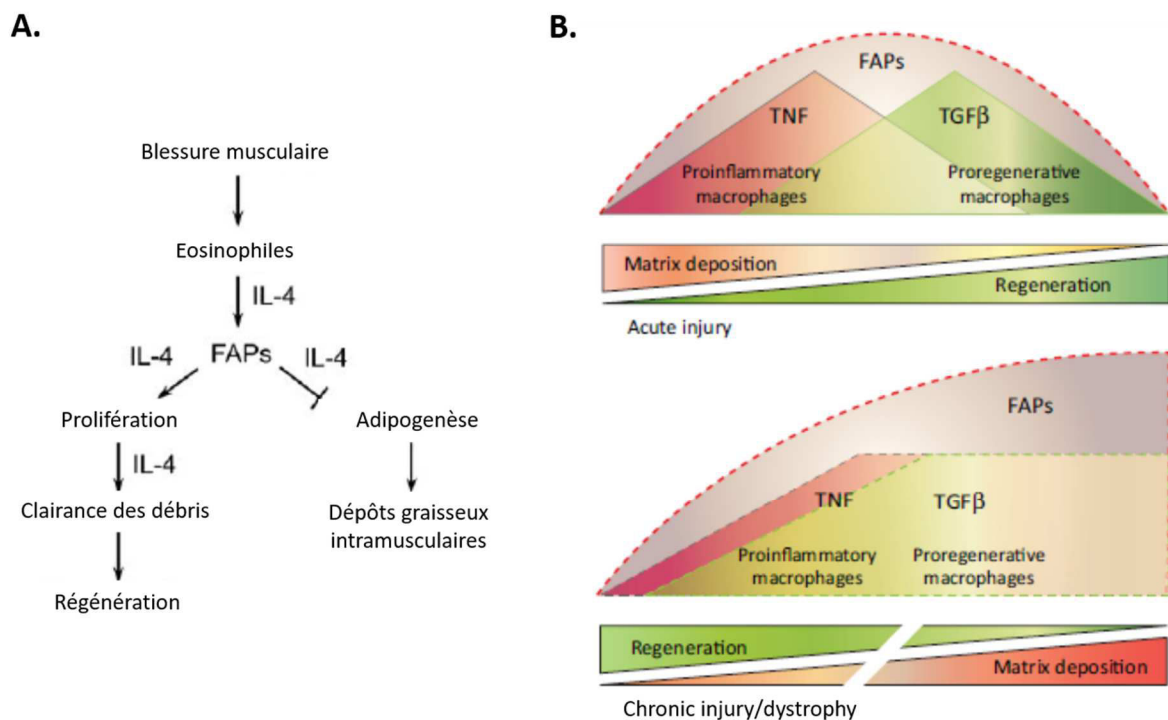 A.
Blessure musculaire
Eosinophiles
IL-4
IL-4 FAPs IL-4
Prolifération Adipogenèse
IL-4
Clairance des débris Dépôts graisseux
intramusculaires
Régénération
B.
FAPs
TNF TGFβ
Proinflammatory Proregenerative
macrophages macrophages
Matrix deposition
Regeneration
Acute injury
FAPs
TNF TGFβ
Proinflammatory Proregenerative
macrophages macrophages
Regeneration
Matrix deposition
Chronic injury/dystrophy